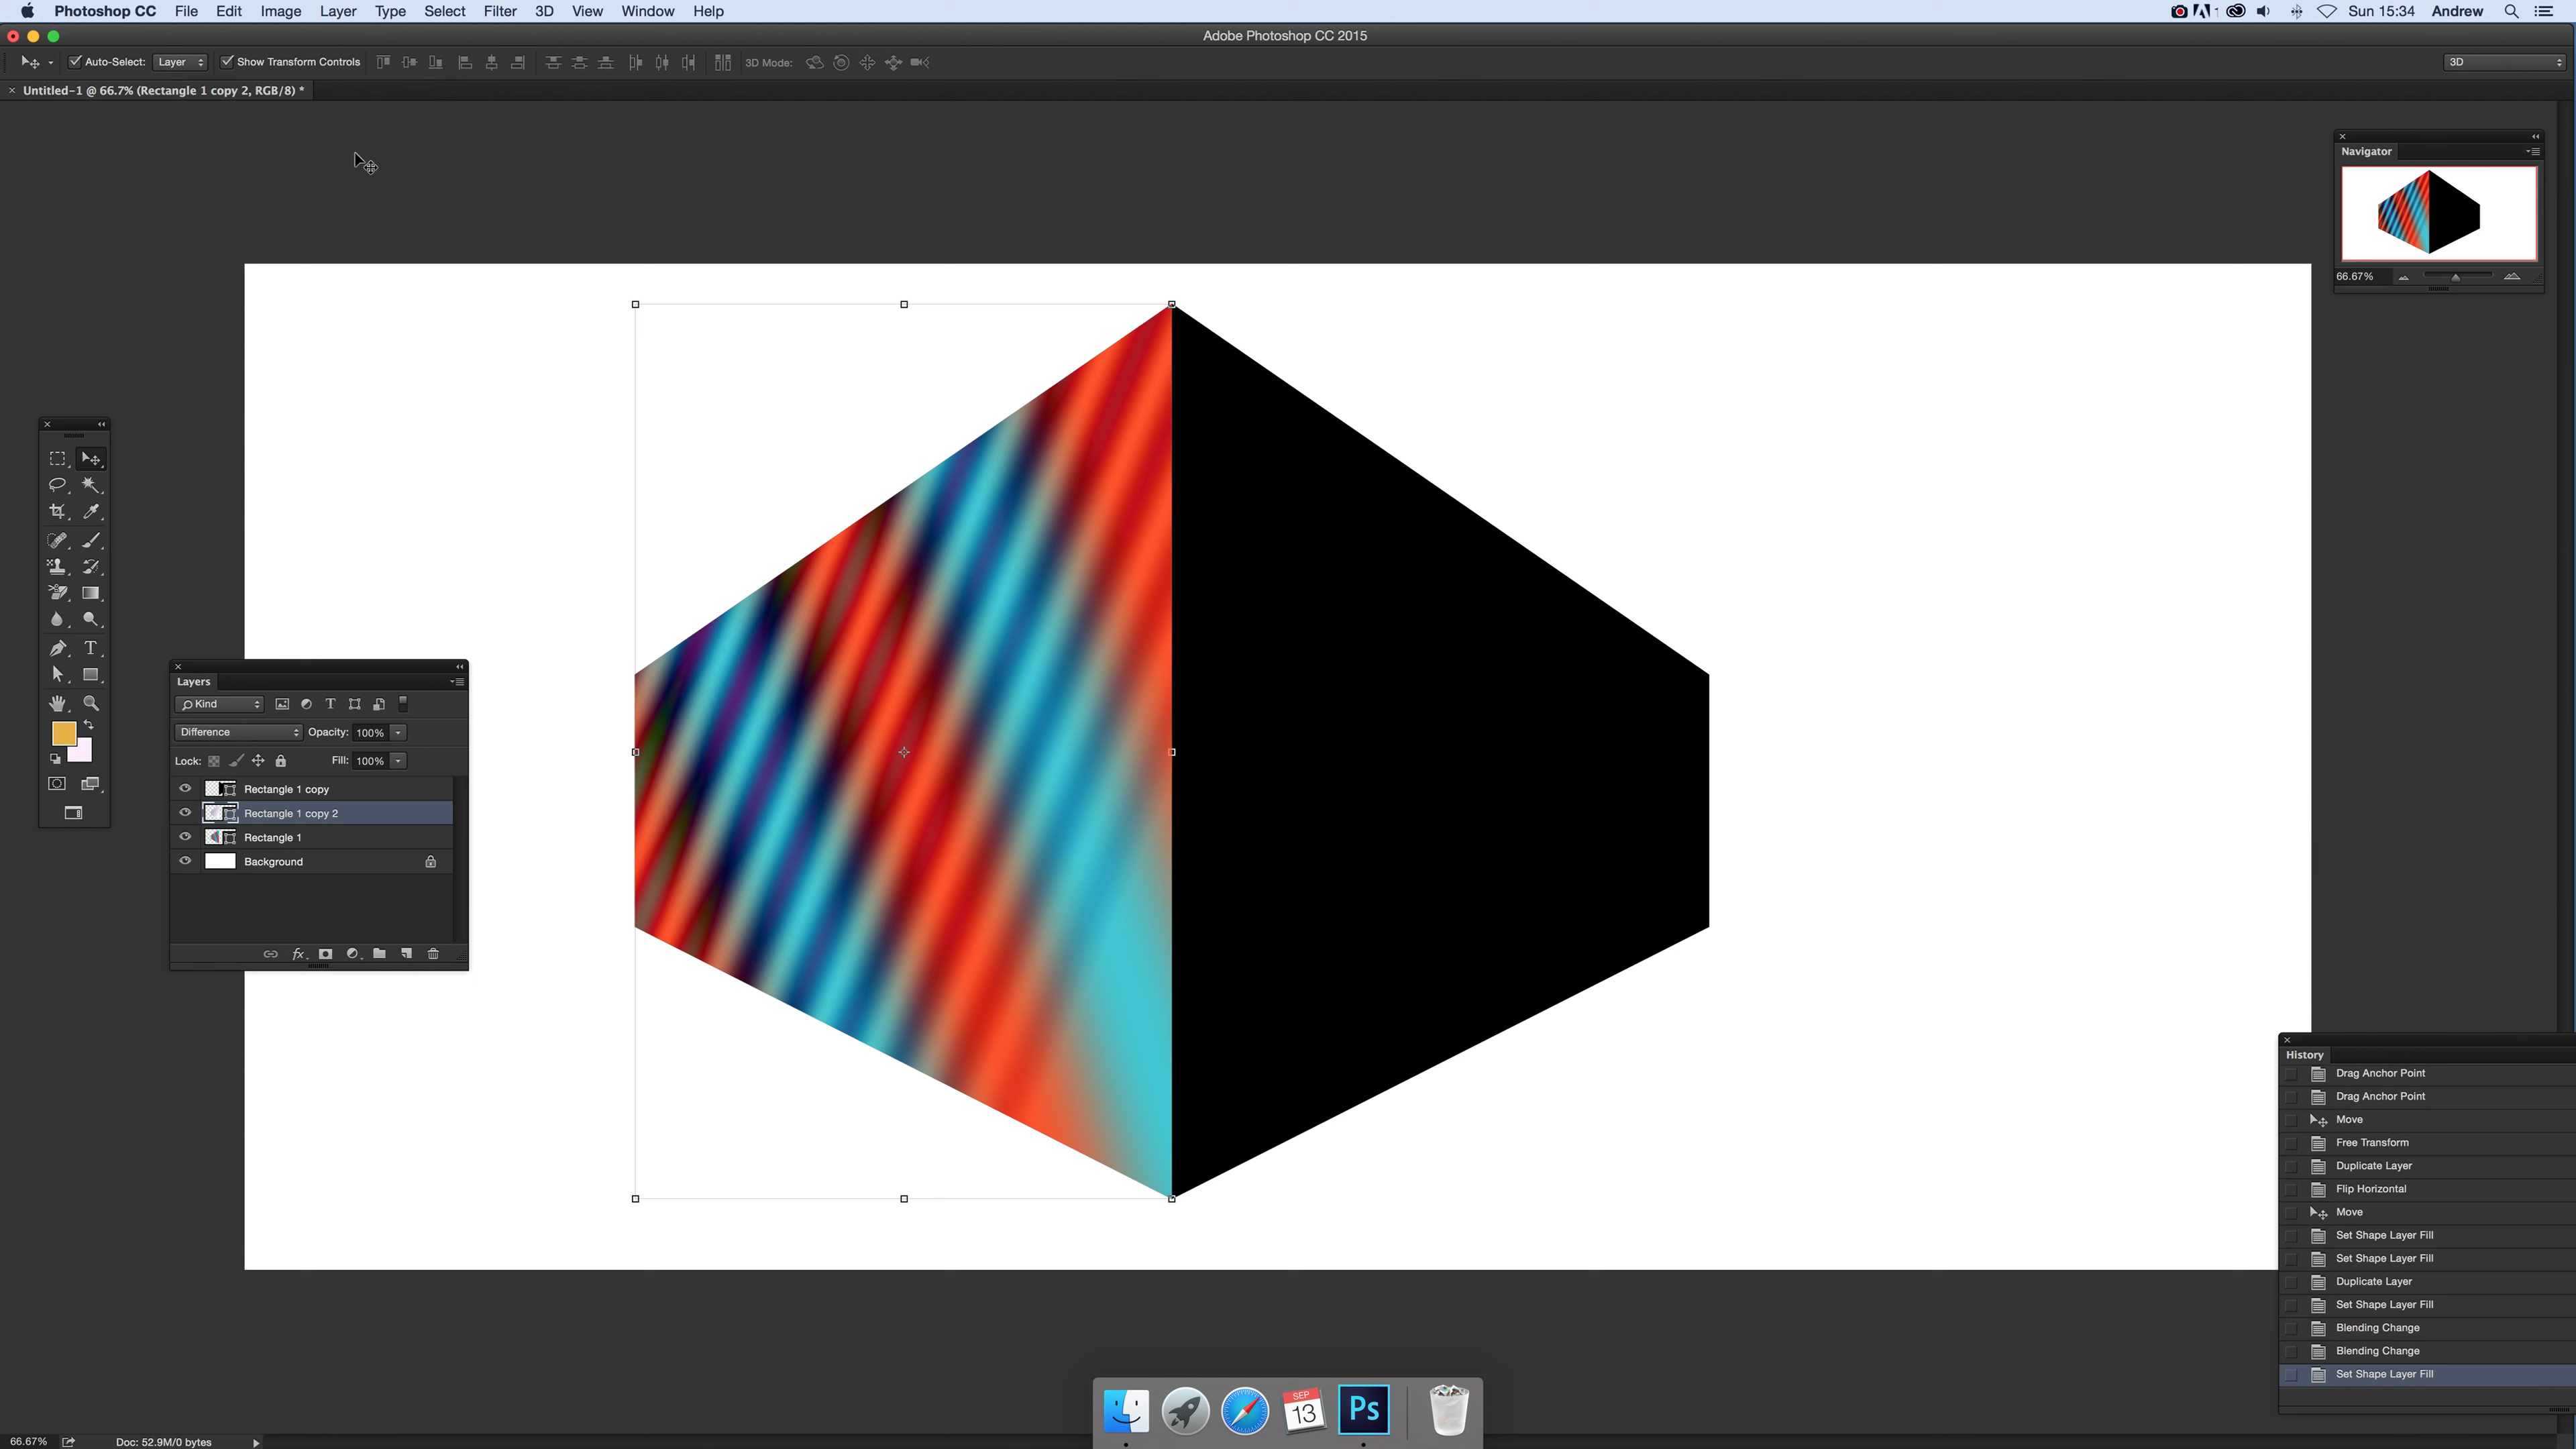 Photoshop CC File Edit Image Layer Type Select Filter 3D View Window Help Sun 15:34 Andrew
Adobe Photoshop CC 2015
Auto-Select: Layer Show Transform Controls 3D Mode: 3D
Untitled-1 @ 66.7% (Rectangle 1 copy 2, RGB/8) *
Navigator
66.67%
Layers
Kind
Difference Opacity: 100%
Lock: Fill: 100%
Rectangle 1 copy
Rectangle 1 copy 2
Rectangle 1
Background
fx
History
Drag Anchor Point
Drag Anchor Point
Move
Free Transform
Duplicate Layer
Flip Horizontal
Move
Set Shape Layer Fill
Set Shape Layer Fill
Duplicate Layer
Set Shape Layer Fill
Blending Change
Blending Change
Set Shape Layer Fill
SEP
13
Ps
66.67% Doc: 52.9M/0 bytes